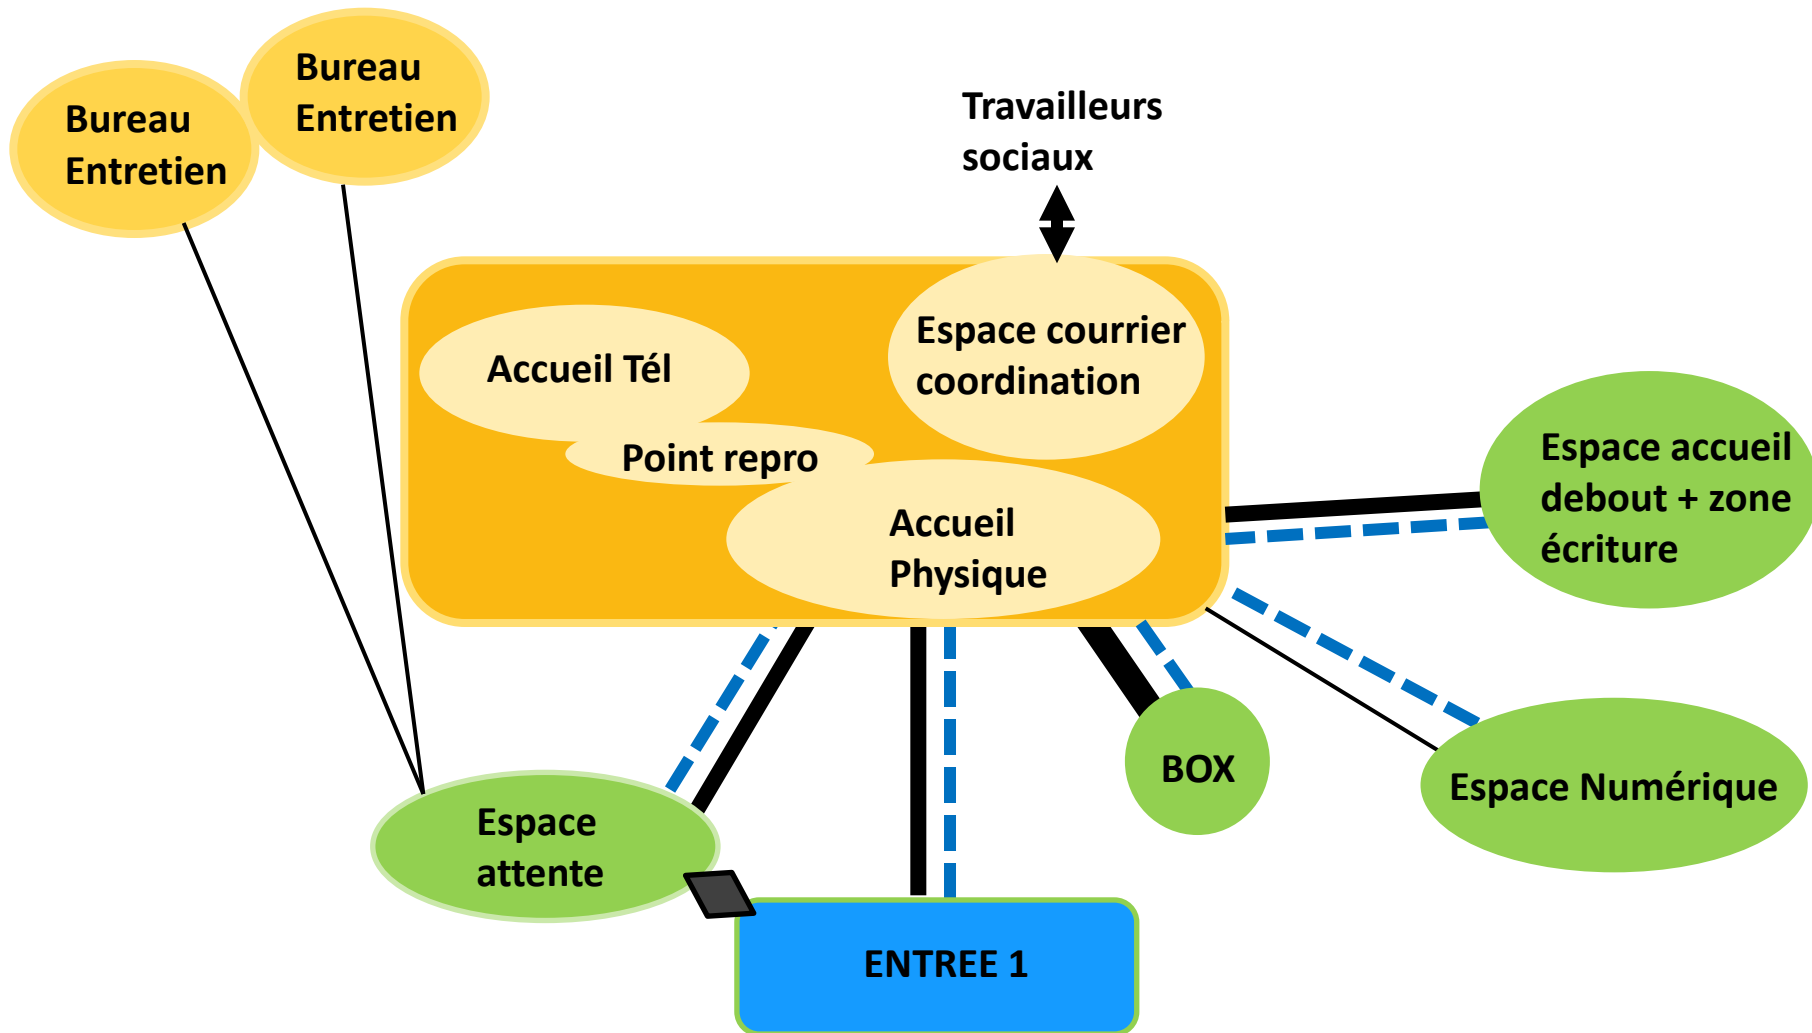 Bureau
Entretien
Bureau
Entretien
Travailleurs
sociaux
Accueil Tél
Espace courrier
coordination
Point repro
Accueil
Physique
Espace accueil
debout + zone
écriture
BOX
Espace Numérique
Espace
attente
ENTREE 1